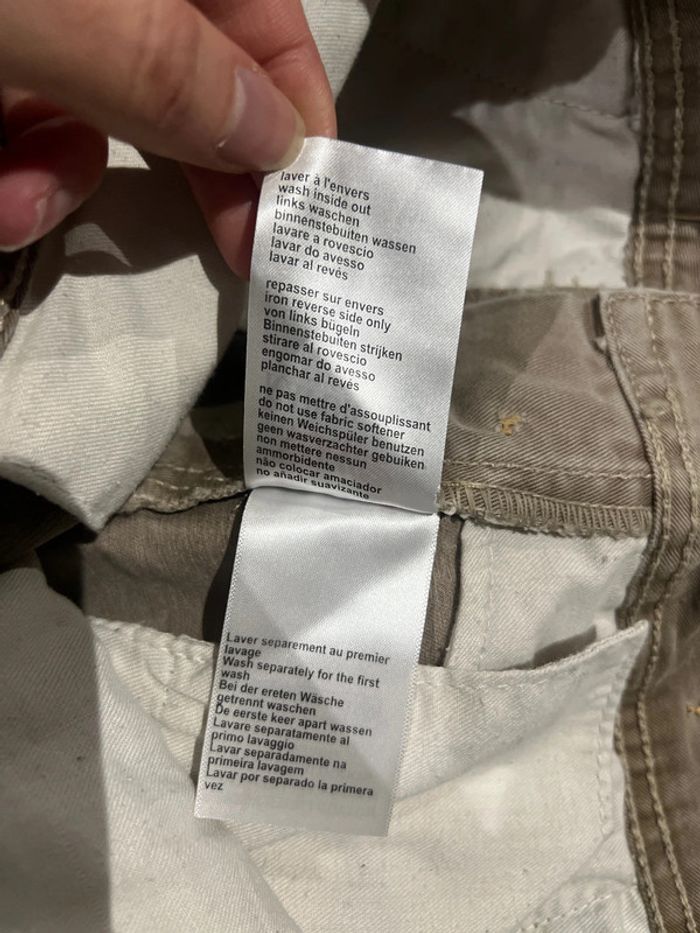 laver à l'envers
wash inside out
links waschen
binnenstebuiten wassen
lavare a rovescio
lavar do avesso
lavar al revés
repasser sur envers
iron reverse side only
von links bügeln
Binnenstebuiten strijken
stirare al rovescio
engomar do avesso
planchar al revés
ne pas mettre d'assouplissant
do not use fabric softener
keinen Weichspüler benutzen
geen wasverzachter gebuiken
non mettere nessun
ammorbidente
não colocar amaciador
no añadir suavizante
Laver separement au premier
lavage
Wash separately for the first
wash
Bei der ereten Wäsche
getrennt waschen
De eerste keer apart wassen
Lavare separatamente al
primo lavaggio
Lavar separadamente na
primeira lavagem
Lavar por separado la primera
vez